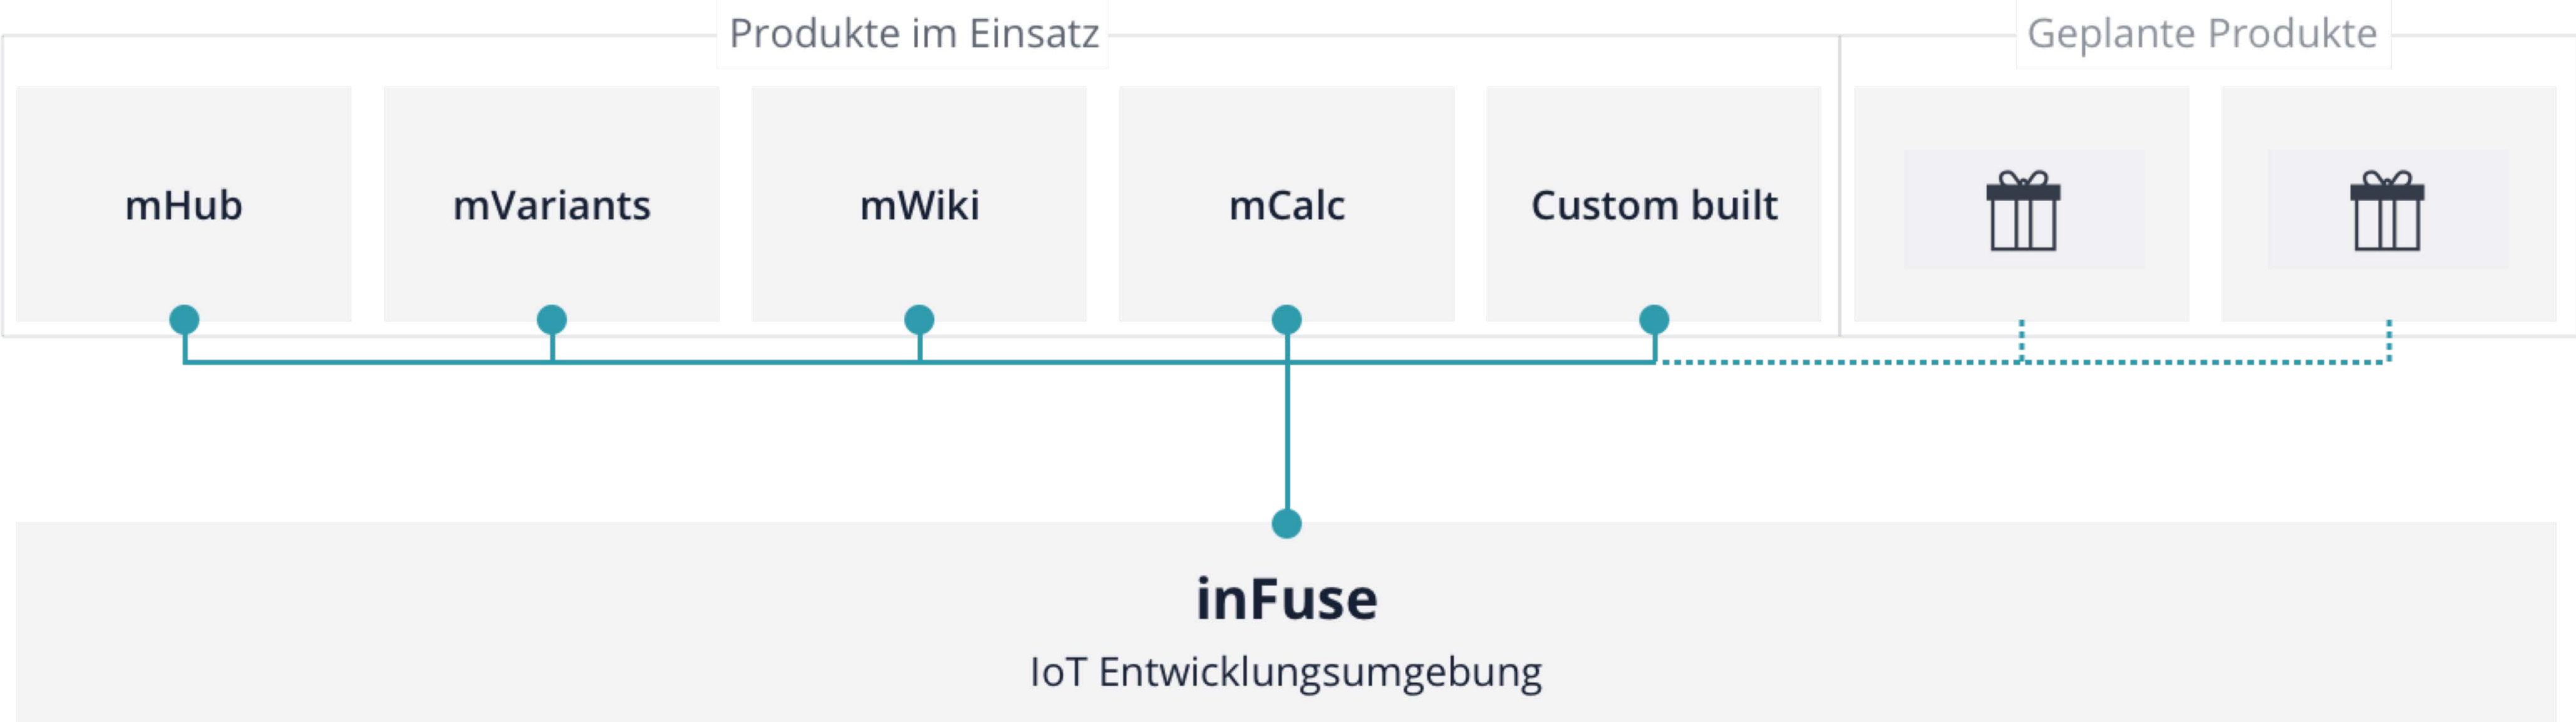 Produkte im Einsatz
Geplante Produkte
mHub
mVariants
mWiki
mCalc
Custom built
inFuse
IoT Entwicklungsumgebung